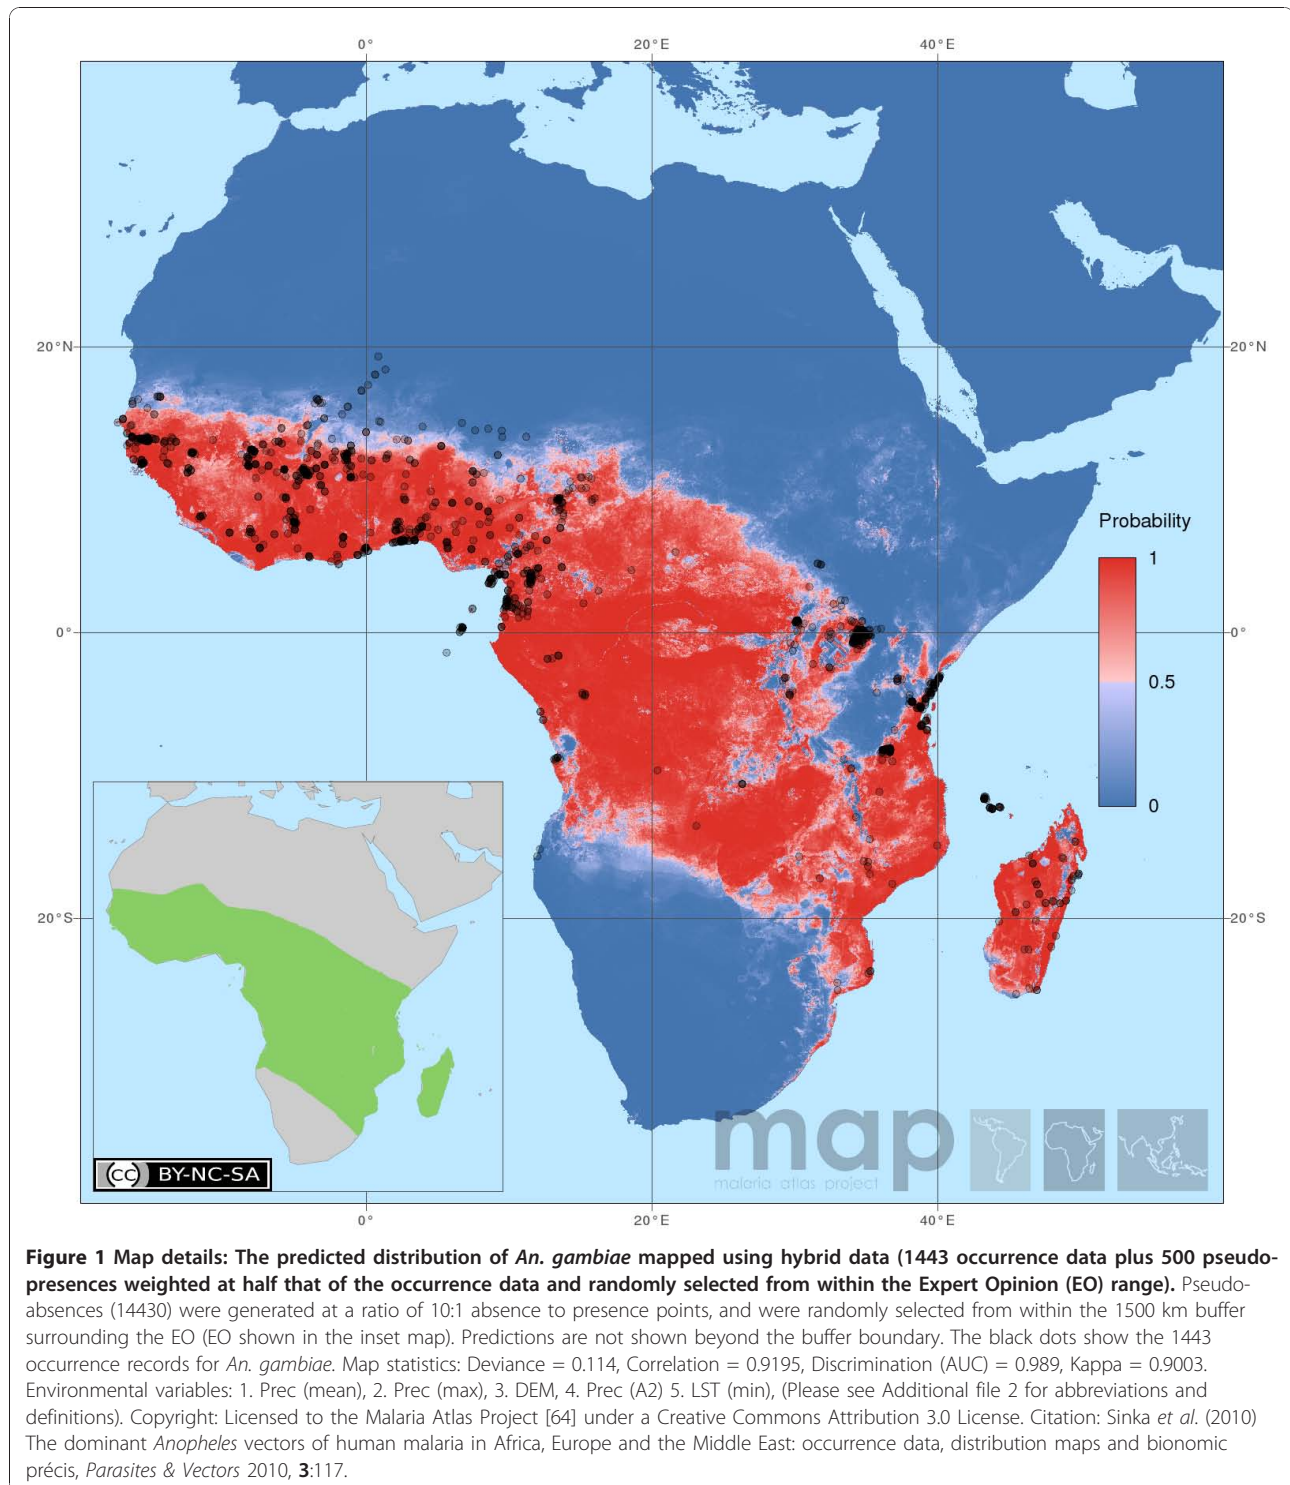 0° 20°E 40°E
20°N 20°N
Probability
1
0° 0°
0.5
0
20°S 20°S
map
malaria atlas project
cc BY-NC-SA
0° 20°E 40°E
Figure 1 Map details: The predicted distribution of An. gambiae mapped using hybrid data (1443 occurrence data plus 500 pseudo-
presences weighted at half that of the occurrence data and randomly selected from within the Expert Opinion (EO) range). Pseudo-
absences (14430) were generated at a ratio of 10:1 absence to presence points, and were randomly selected from within the 1500 km buffer
surrounding the EO (EO shown in the inset map). Predictions are not shown beyond the buffer boundary. The black dots show the 1443
occurrence records for An. gambiae. Map statistics: Deviance = 0.114, Correlation = 0.9195, Discrimination (AUC) = 0.989, Kappa = 0.9003.
Environmental variables: 1. Prec (mean), 2. Prec (max), 3. DEM, 4. Prec (A2) 5. LST (min), (Please see Additional file 2 for abbreviations and
definitions). Copyright: Licensed to the Malaria Atlas Project [64] under a Creative Commons Attribution 3.0 License. Citation: Sinka et al. (2010)
The dominant Anopheles vectors of human malaria in Africa, Europe and the Middle East: occurrence data, distribution maps and bionomic
précis, Parasites & Vectors 2010, 3:117.